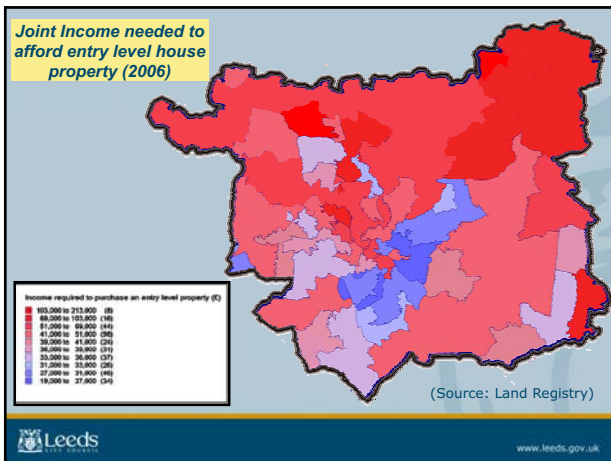 Joint Income needed to
afford entry level house
property (2006)
Income required to purchase an entry level property (£)
103,000 to 213,000 (8)
69,000 to 103,000 (16)
51,000 to 69,000 (44)
41,000 to 51,000
39,000 to 41,000 (24)
36,000 to 39,000 (31)
33,000 to 36,000 (37)
31,000 to 33,000 (26)
27,000 to 31,000
19,000 to 27,000 (34)
(Source: Land Registry)
Leeds
CITY COUNCIL
www.leeds.gov.uk